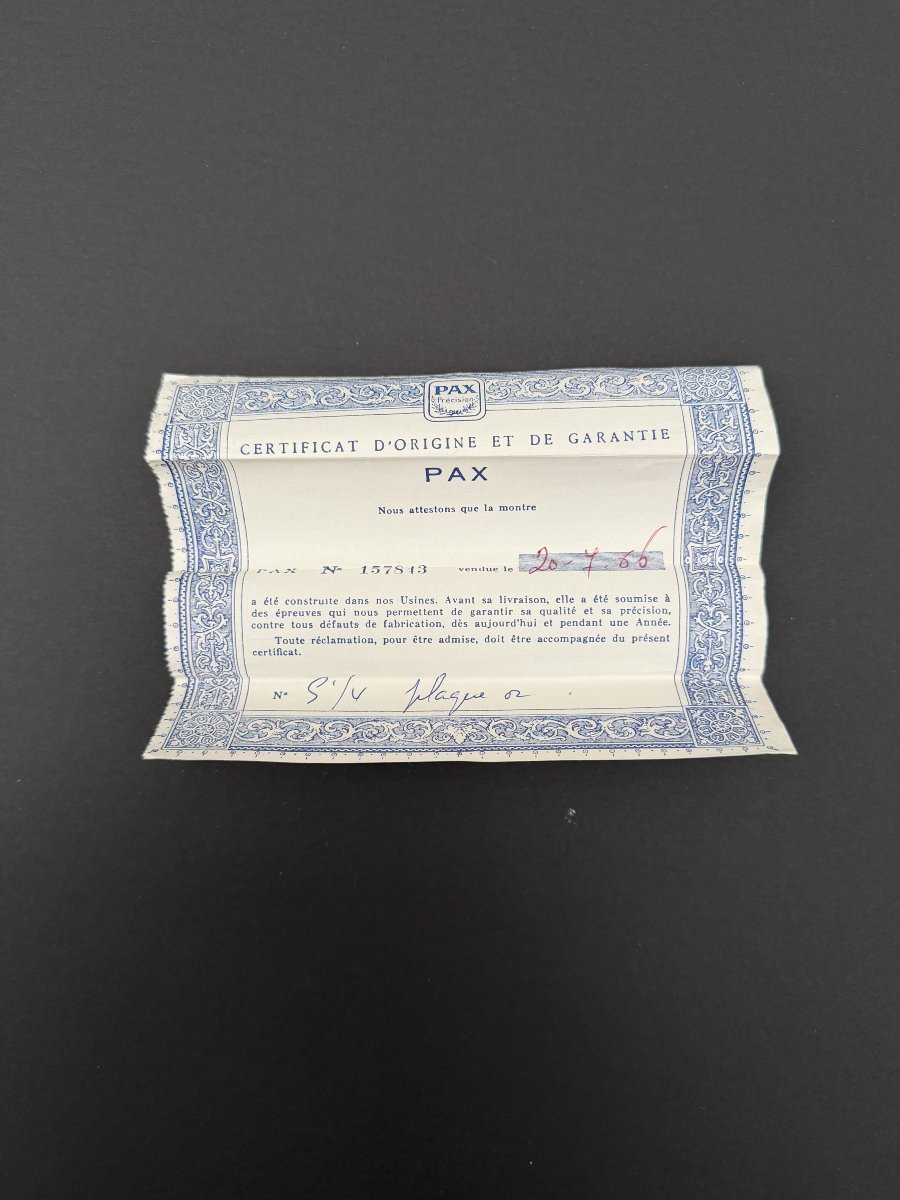 PAX
Précision
CERTIFICAT D'ORIGINE ET DE GARANTIE
PAX
Nous attestons que la montre
PAX N° 157843 vendue le 20-7-66
a été construite dans nos Usines. Avant sa livraison, elle a été soumise à
des épreuves qui nous permettent de garantir sa qualité et sa précision,
contre tous défauts de fabrication, dès aujourd'hui et pendant une Année.
Toute réclamation, pour être admise, doit être accompagnée du présent
certificat.
N° plaque or